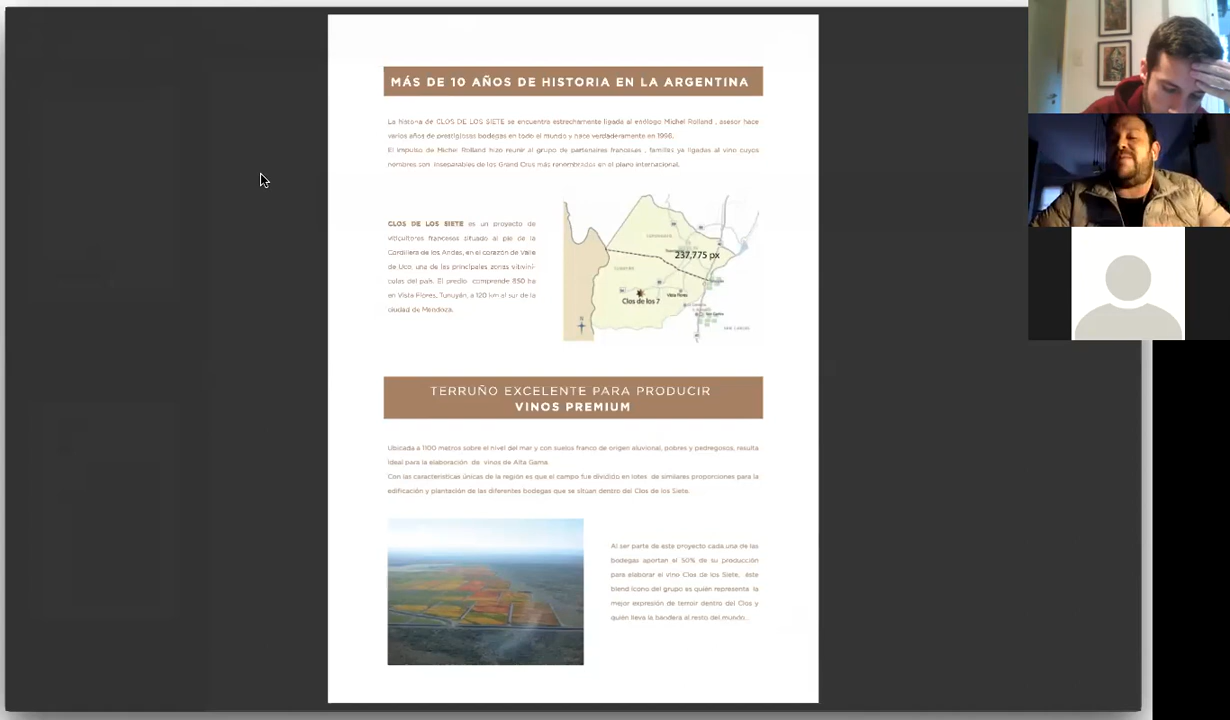 MÁS DE 10 AÑOS DE HISTORIA EN LA ARGENTINA
La historia de CLOS DE LOS SIETE se encuentra estrechamente ligada al enólogo Michel Rolland , asesor hace
varios años de prestigiosas bodegas en todo el mundo y nace verdaderamente en 1998.
El impulso de Michel Rolland hizo reunir al grupo de partenaires franceses , familias ya ligadas al vino cuyos
nombres son inseparables de los Grand Crus más renombrados en el plano internacional.
CLOS DE LOS SIETE es un proyecto de
viticultores franceses situado al pie de la
Cordillera de los Andes, en el corazón de Valle
de Uco una de las principales zonas vitiviní-
colas del país. El predio comprende 850 ha
en Vista Flores, Tunuyán, a 120 km al sur de la
ciudad de Mendoza.
TUPUNGATO
237,775 px
TUNUYÁN
Vista Flores
Clos de los 7
San Carlos
SAN CARLOS
N
TERRUÑO EXCELENTE PARA PRODUCIR
VINOS PREMIUM
Ubicada a 1100 metros sobre el nivel del mar y con suelos franco de origen aluvional, pobres y pedregosos, resulta
ideal para la elaboración de vinos de Alta Gama.
Con las características únicas de la región es que el campo fue dividido en lotes de similares proporciones para la
edificación y plantación de las diferentes bodegas que se sitúan dentro del Clos de los Siete.
Al ser parte de este proyecto cada una de las
bodegas aportan el 50% de su producción
para elaborar el vino Clos de los Siete, éste
blend ícono del grupo es quién representa la
mejor expresión de terroir dentro del Clos y
quién lleva la bandera al resto del mundo.